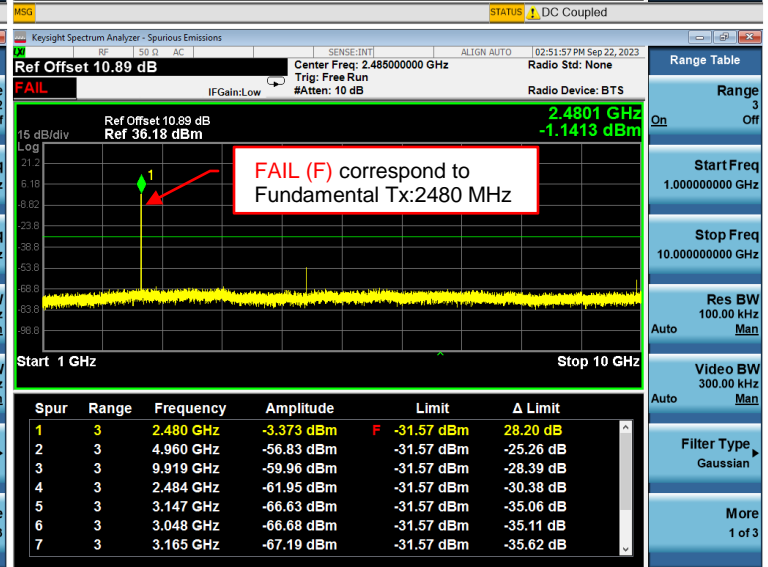 MSG
STATUS DC Coupled
Keysight Spectrum Analyzer - Spurious Emissions
LXI RF 50 Ω AC SENSE:INT ALIGN AUTO 02:51:57 PM Sep 22, 2023
Ref Offset 10.89 dB
Center Freq: 2.485000000 GHz
Radio Std: None
Trig: Free Run
FAIL
IFGain:Low
#Atten: 10 dB
Radio Device: BTS
Ref Offset 10.89 dB
15 dB/div Ref 36.18 dBm
2.4801 GHz
-1.1413 dBm
Log
21.2
6.18
-8.82
-23.8
-38.8
-53.8
-68.8
-83.8
-98.8
1
FAIL (F) correspond to
Fundamental Tx:2480 MHz
Start 1 GHz
Stop 10 GHz
Spur Range Frequency Amplitude Limit Δ Limit
1 3 2.480 GHz -3.373 dBm F -31.57 dBm 28.20 dB
2 3 4.960 GHz -56.83 dBm -31.57 dBm -25.26 dB
3 3 9.919 GHz -59.96 dBm -31.57 dBm -28.39 dB
4 3 2.484 GHz -61.95 dBm -31.57 dBm -30.38 dB
5 3 3.147 GHz -66.63 dBm -31.57 dBm -35.06 dB
6 3 3.048 GHz -66.68 dBm -31.57 dBm -35.11 dB
7 3 3.165 GHz -67.19 dBm -31.57 dBm -35.62 dB
Range Table
Range
3
On Off
Start Freq
1.000000000 GHz
Stop Freq
10.000000000 GHz
Res BW
100.00 kHz
Auto Man
Video BW
300.00 kHz
Auto Man
Filter Type
Gaussian
More
1 of 3